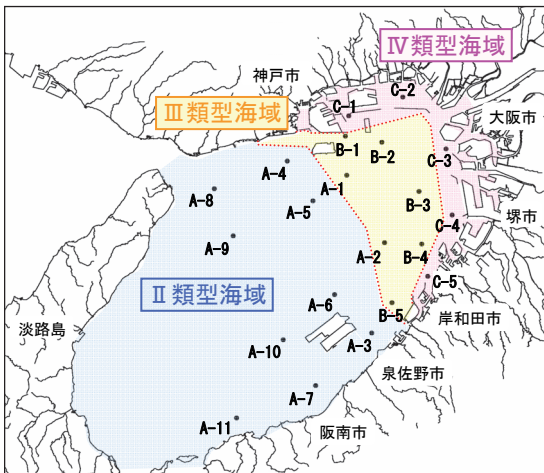 Ⅳ類型海域
神戸市
C-2
Ⅲ類型海域
C-1
大阪市
B-1
B-2
C-3
A-4
A-1
A-8
A-5
B-3
C-4
堺市
A-9
A-2
B-4
C-5
Ⅱ類型海域
A-6
B-5
岸和田市
淡路島
A-3
A-10
泉佐野市
A-7
A-11
阪南市